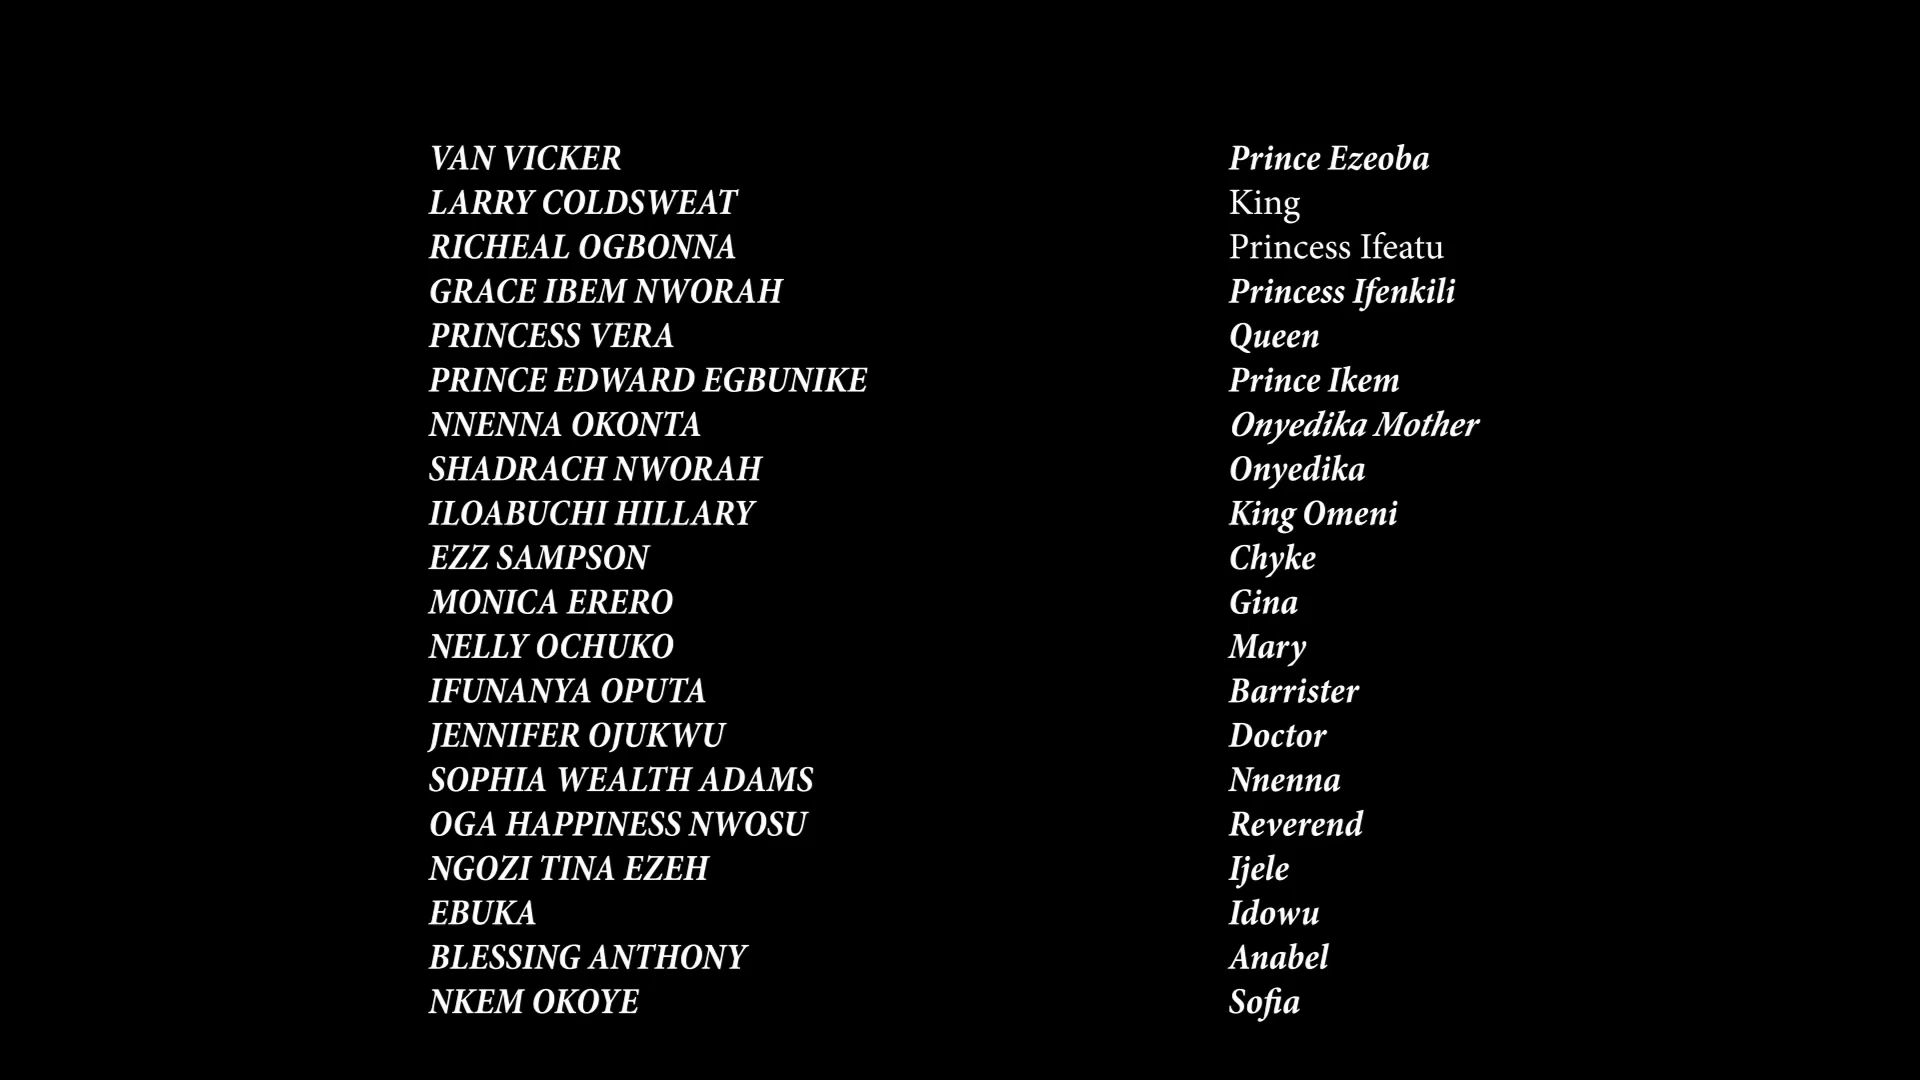 VAN VICKER Prince Ezeoba
LARRY COLDSWEAT King
RICHEAL OGBONNA Princess Ifeatu
GRACE IBEM NWORAH Princess Ifenkili
PRINCESS VERA Queen
PRINCE EDWARD EGBUNIKE Prince Ikem
NNENNA OKONTA Onyedika Mother
SHADRACH NWORAH Onyedika
ILOABUCHI HILLARY King Omeni
EZZ SAMPSON Chyke
MONICA ERERO Gina
NELLY OCHUKO Mary
IFUNANYA OPUTA Barrister
JENNIFER OJUKWU Doctor
SOPHIA WEALTH ADAMS Nnenna
OGA HAPPINESS NWOSU Reverend
NGOZI TINA EZEH Ijele
EBUKA Idowu
BLESSING ANTHONY Anabel
NKEM OKOYE Sofia